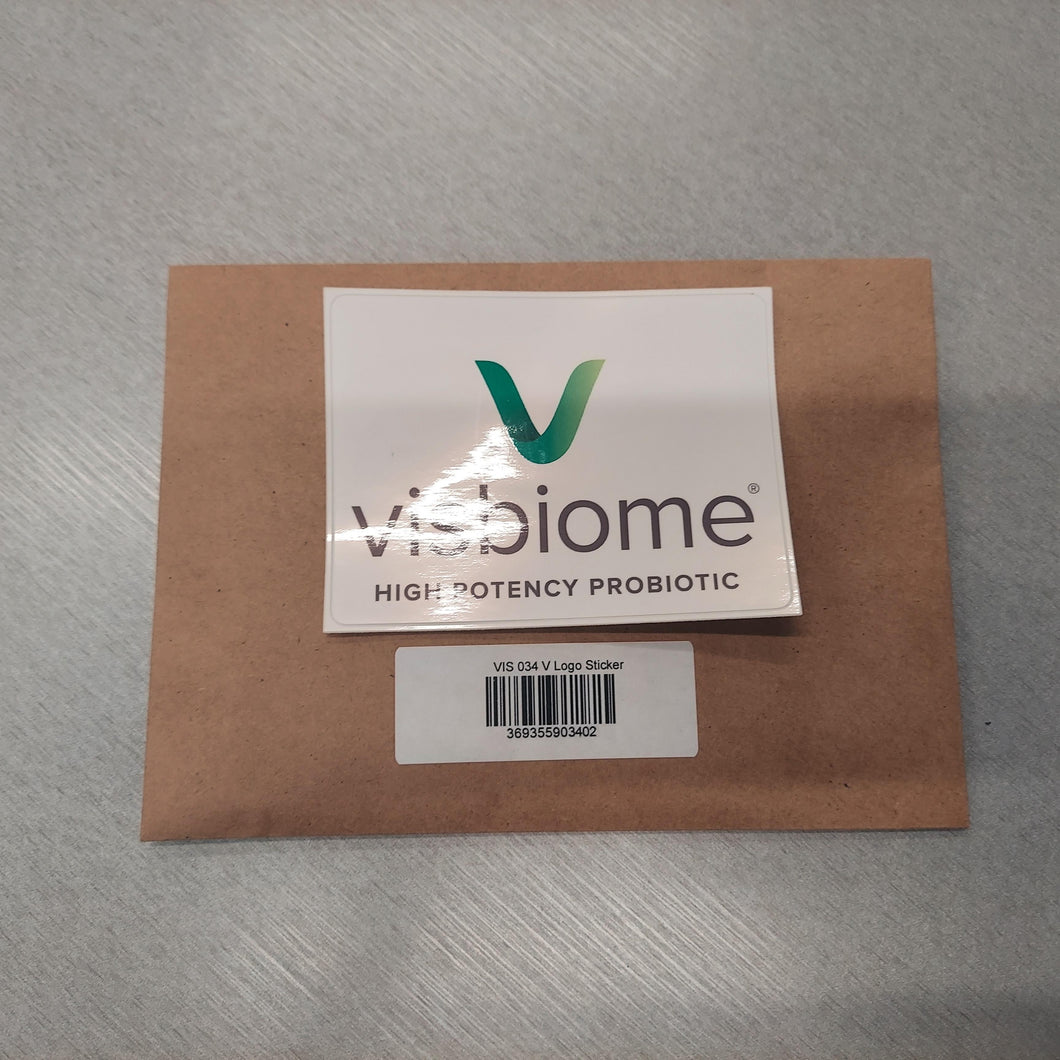 visbiome®
HIGH POTENCY PROBIOTIC
VIS 034 V Logo Sticker
369355903402